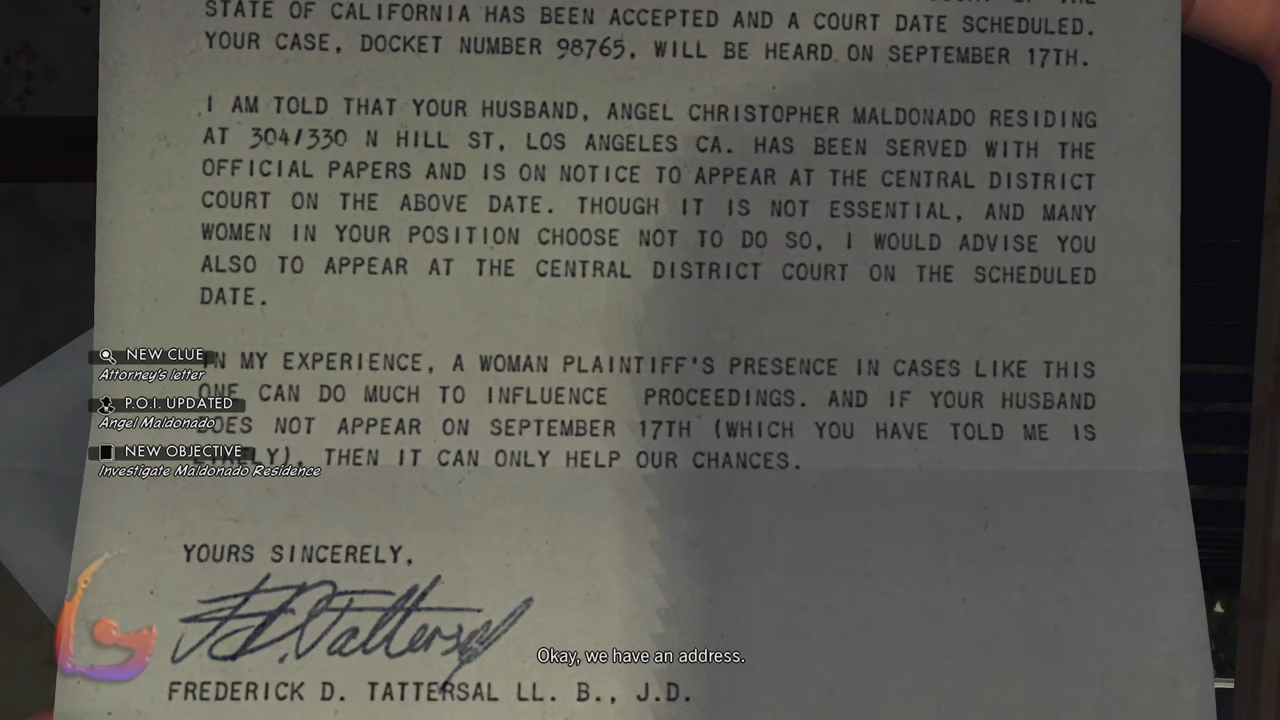 STATE OF CALIFORNIA HAS BEEN ACCEPTED AND A COURT DATE SCHEDULED.
YOUR CASE, DOCKET NUMBER 98765, WILL BE HEARD ON SEPTEMBER 17TH.
I AM TOLD THAT YOUR HUSBAND, ANGEL CHRISTOPHER MALDONADO RESIDING
AT 304/330 N HILL ST, LOS ANGELES CA. HAS BEEN SERVED WITH THE
OFFICIAL PAPERS AND IS ON NOTICE TO APPEAR AT THE CENTRAL DISTRICT
COURT ON THE ABOVE DATE. THOUGH IT IS NOT ESSENTIAL, AND MANY
WOMEN IN YOUR POSITION CHOOSE NOT TO DO SO, I WOULD ADVISE YOU
ALSO TO APPEAR AT THE CENTRAL DISTRICT COURT ON THE SCHEDULED
DATE.
IN MY EXPERIENCE, A WOMAN PLAINTIFF'S PRESENCE IN CASES LIKE THIS
ONE CAN DO MUCH TO INFLUENCE PROCEEDINGS. AND IF YOUR HUSBAND
DOES NOT APPEAR ON SEPTEMBER 17TH (WHICH YOU HAVE TOLD ME IS
LIKELY), THEN IT CAN ONLY HELP OUR CHANCES.
NEW CLUE
Attorney's letter
P.O.I. UPDATED
Angel Maldonado
NEW OBJECTIVE
Investigate Maldonado Residence
YOURS SINCERELY,
F.D. Tattersal
Okay, we have an address.
FREDERICK D. TATTERSAL LL. B., J.D.